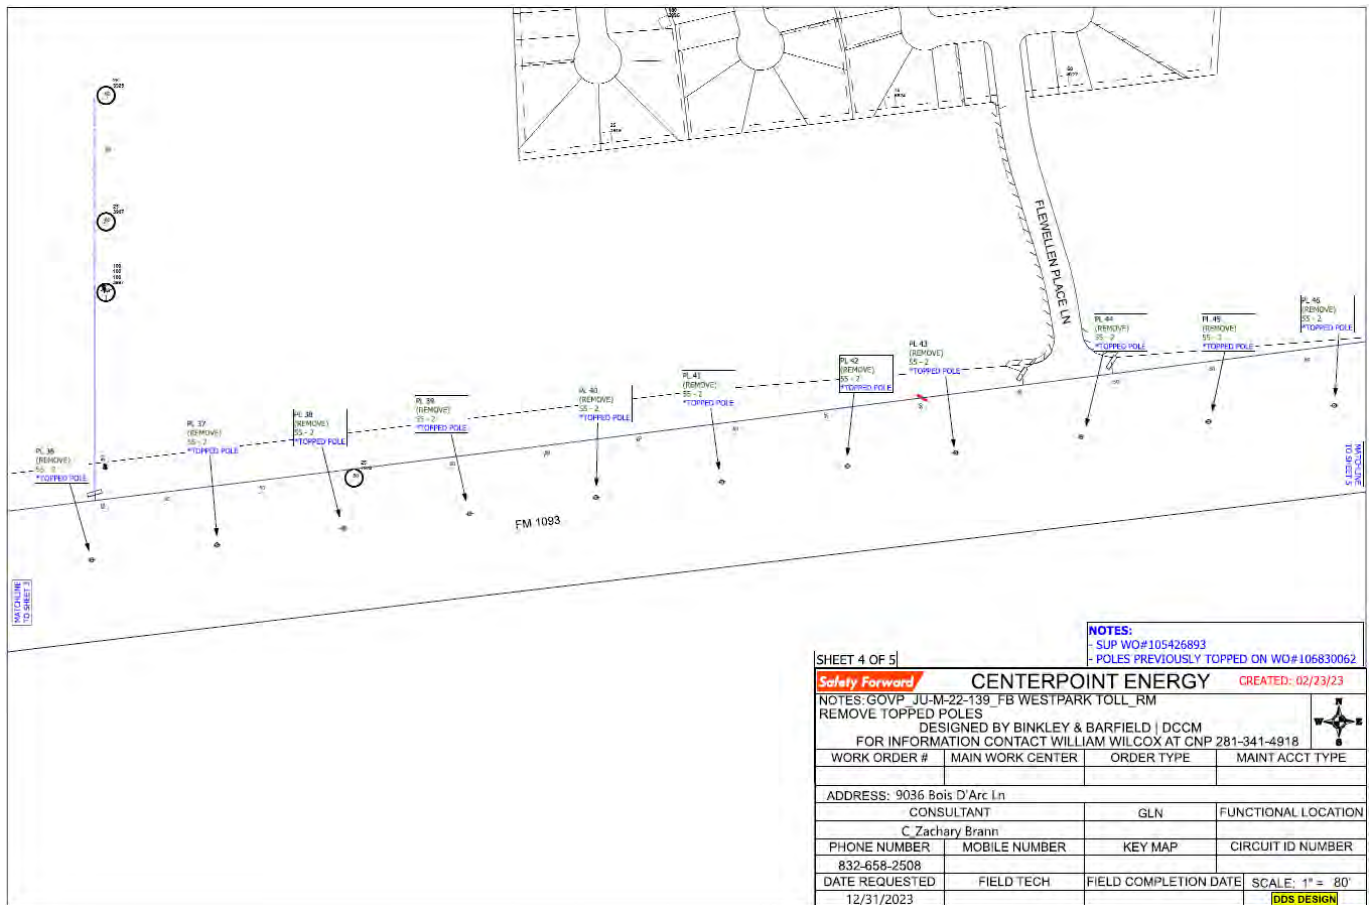 FLEWELLEN PLACE LN
PL 36
(REMOVE)
*TOPPED POLE
PL 37
(REMOVE)
55 - 2
*TOPPED POLE
PL 38
(REMOVE)
55 - 2
*TOPPED POLE
PL 39
(REMOVE)
55 - 2
*TOPPED POLE
PL 40
(REMOVE)
55 - 2
*TOPPED POLE
PL 41
(REMOVE)
55 - 2
*TOPPED POLE
PL 42
(REMOVE)
55 - 2
*TOPPED POLE
PL 43
(REMOVE)
55 - 2
*TOPPED POLE
PL 44
(REMOVE)
35 - 2
*TOPPED POLE
PL 45
(REMOVE)
55 - 2
*TOPPED POLE
PL 46
(REMOVE)
55 - 2
*TOPPED POLE
FM 1093
MATCHLINE
TO SHEET 3
MATCHLINE
TO SHEET 5
NOTES:
- SUP WO#105426893
- POLES PREVIOUSLY TOPPED ON WO#106830062
SHEET 4 OF 5
Safety Forward
CENTERPOINT ENERGY
CREATED: 02/23/23
NOTES: GOVP_JU-M-22-139_FB WESTPARK TOLL_RM
REMOVE TOPPED POLES
DESIGNED BY BINKLEY & BARFIELD | DCCM
FOR INFORMATION CONTACT WILLIAM WILCOX AT CNP 281-341-4918
N
W E
S
WORK ORDER # MAIN WORK CENTER ORDER TYPE MAINT ACCT TYPE
ADDRESS: 9036 Bois D'Arc Ln
CONSULTANT GLN FUNCTIONAL LOCATION
C_Zachary Brann
PHONE NUMBER MOBILE NUMBER KEY MAP CIRCUIT ID NUMBER
832-658-2508
DATE REQUESTED FIELD TECH FIELD COMPLETION DATE SCALE: 1" = 80'
12/31/2023 DDS DESIGN